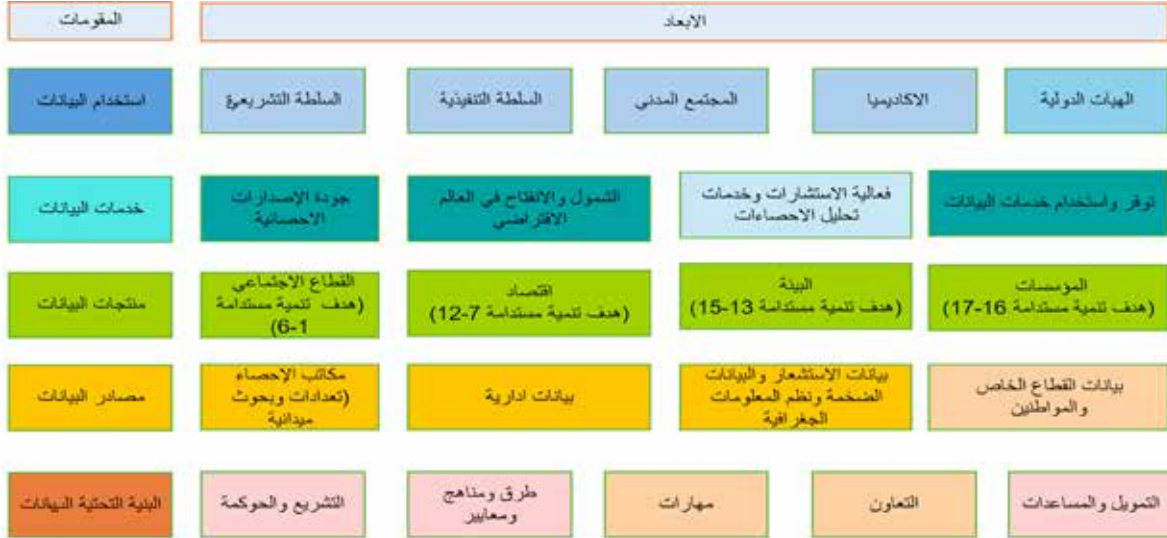 المقومات
الابعاد
استخدام البيانات
السلطة التشريعية
السلطة التنفيذية
المجتمع المدني
الاكاديميا
الهيات الدولية
خدمات البيانات
جودة الاصدارات
الاحصائية
الشمول والانفتاح في العالم
الافتراضي
فعالية الاستشارات وخدمات
تحليل الاحصاءات
توفر واستخدام خدمات البيانات
منتجات البيانات
القطاع الاجتماعي
(هدف تنمية مستدامة
1-6)
اقتصاد
(هدف تنمية مستدامة 7-12)
البيئة
(هدف تنمية مستدامة 13-15)
المؤسسات
(هدف تنمية مستدامة 16-17)
مصادر البيانات
مكاتب الإحصاء
(تعدادات وبحوث
ميدانية
بيانات ادارية
بيانات الاستشعار والبيانات
الضخمة ونظم المعلومات
الجغرافية
بيانات القطاع الخاص
والمواطنين
البنية التحتية للبيانات
التشريع والحوكمة
طرق ومناهج
ومعايير
مهارات
التعاون
التمويل والمساعدات